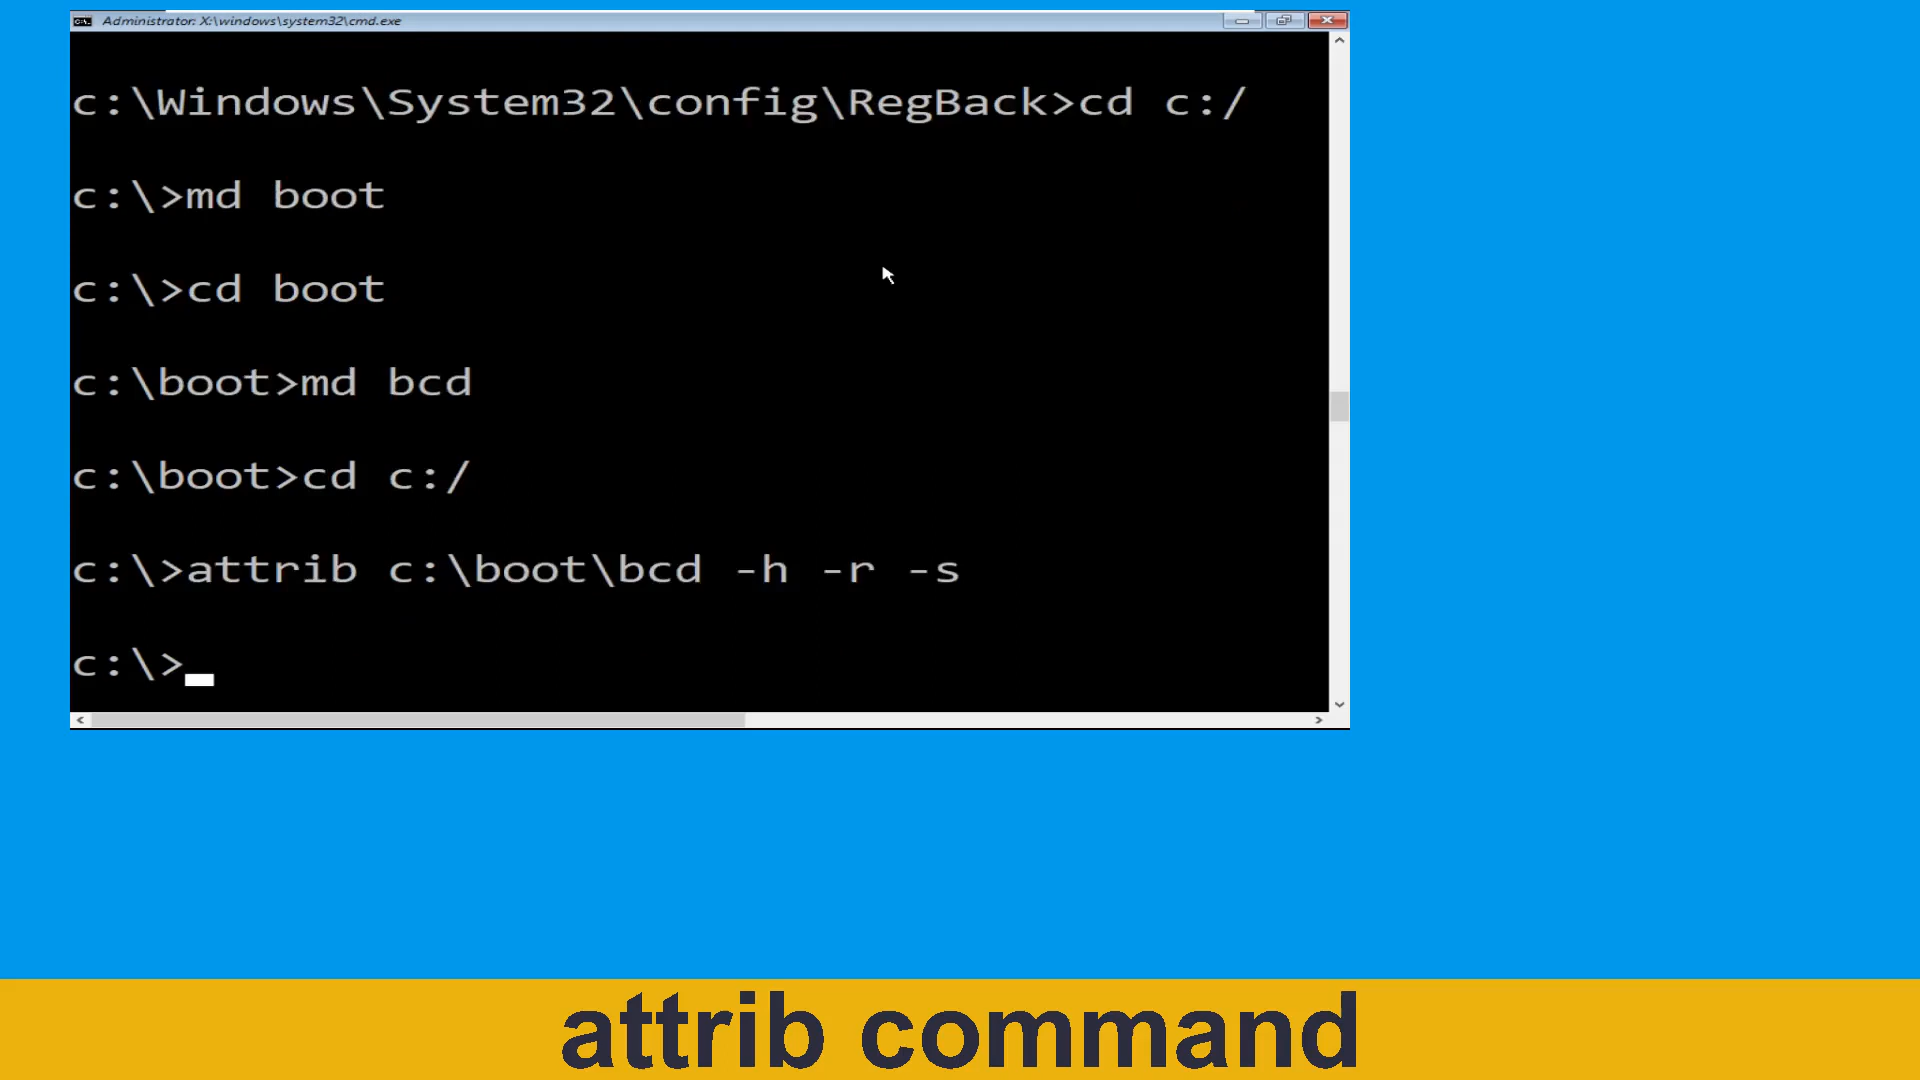 Administrator: X:\windows\system32\cmd.exe
c:\Windows\System32\config\RegBack>cd c:/
c:\>md boot
c:\>cd boot
c:\boot>md bcd
c:\boot>cd c:/
c:\>attrib c:\boot\bcd -h -r -s
c:\>
attrib command